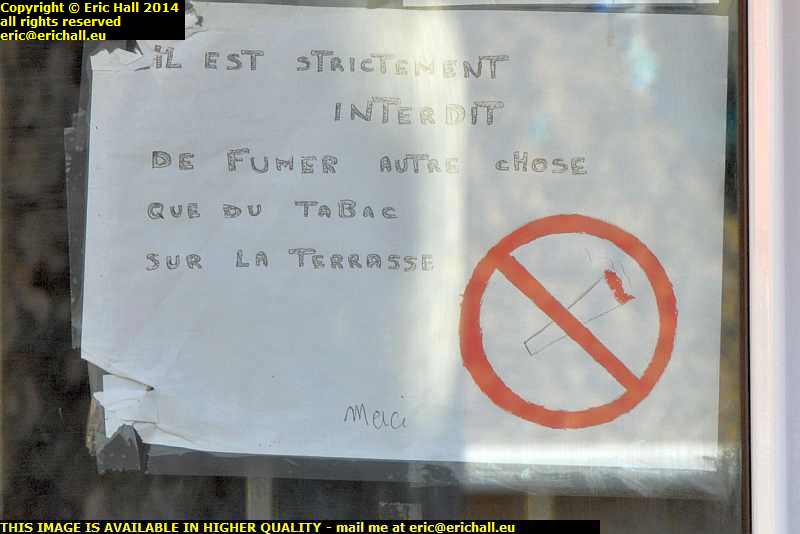 Copyright © Eric Hall 2014
all rights reserved
eric@erichall.eu
iL EST STRICTEMENT
INTERDIT
DE FUMER AUTRE CHOSE
QUE DU TaBac
SUR LA TERRASSE
Merci
THIS IMAGE IS AVAILABLE IN HIGHER QUALITY - mail me at eric@erichall.eu